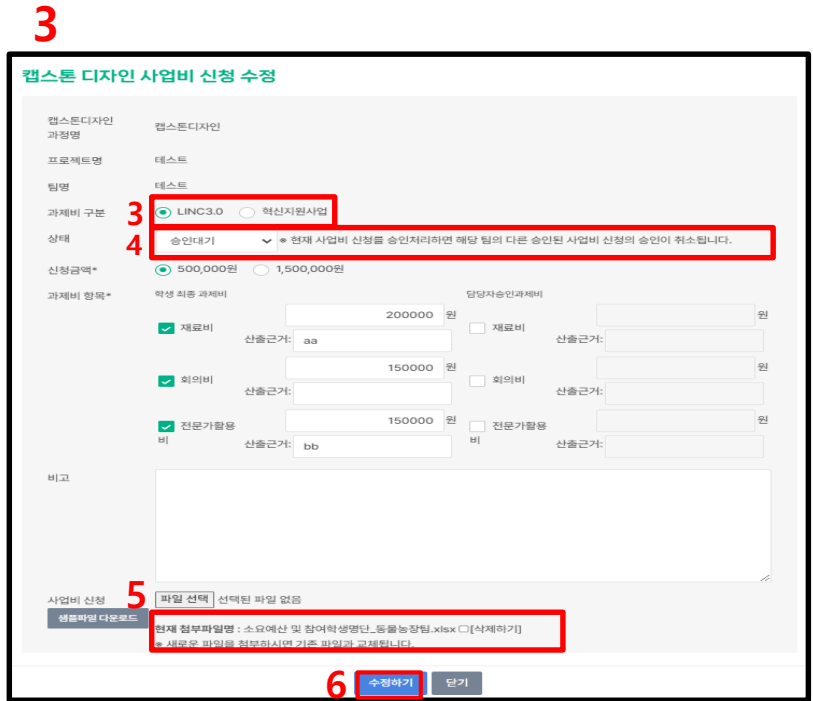 3
캡스톤 디자인 사업비 신청 수정
캡스톤디자인
과정명
캡스톤디자인
프로젝트명 테스트
팀명 테스트
과제비 구분 3 LINC3.0 혁신지원사업
상태 4 승인대기 ※ 현재 사업비 신청를 승인처리하면 해당 팀의 다른 승인된 사업비 신청의 승인이 취소됩니다.
신청금액* 500,000원 1,500,000원
과제비 항목* 학생 최종 과제비 담당자승인과제비
재료비 200000 원 재료비 원
산출근거: aa 산출근거:
회의비 150000 원 회의비 원
산출근거: 산출근거:
전문가활용비 150000 원 전문가활용비 원
산출근거: bb 산출근거:
비고
사업비 신청 5 파일 선택 선택된 파일 없음
샘플파일 다운로드
현재 첨부파일명 : 소요예산 및 참여학생명단_동물농장팀.xlsx [삭제하기]
※ 새로운 파일을 첨부하시면 기존 파일과 교체됩니다.
6 수정하기 닫기